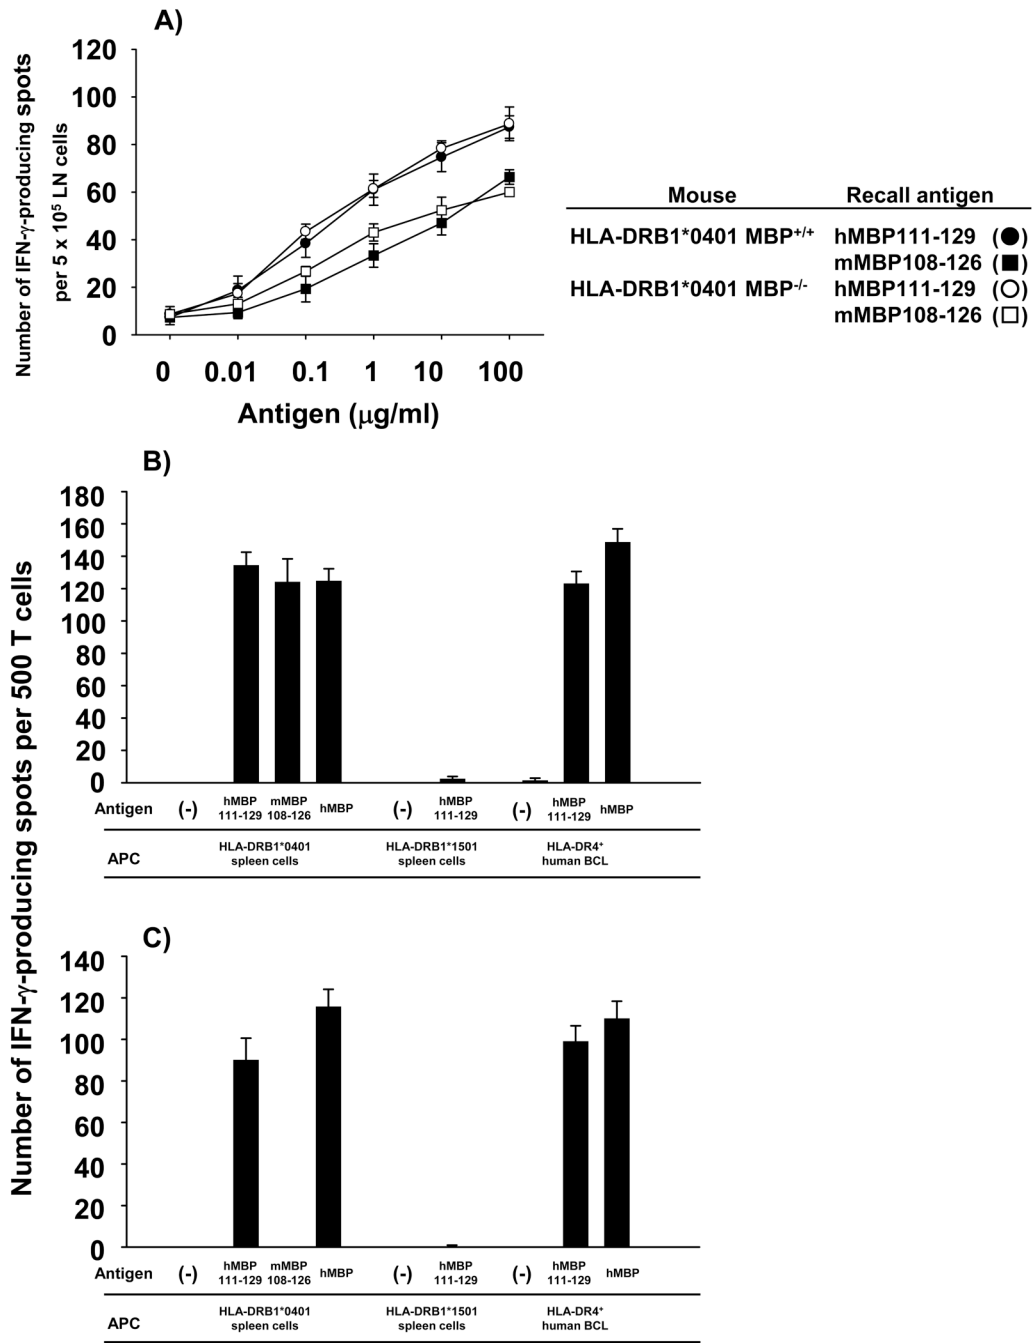 A)
Number of IFN-γ-producing spots
per 5 x 10⁵ LN cells
120
100
80
60
40
20
0
0 0.01 0.1 1 10 100
Antigen (μg/ml)
Mouse Recall antigen
HLA-DRB1*0401 MBP⁺/⁺ hMBP111-129 (●)
mMBP108-126 (■)
HLA-DRB1*0401 MBP⁻/⁻ hMBP111-129 (○)
mMBP108-126 (□)
Number of IFN-γ-producing spots per 500 T cells
B)
180
160
140
120
100
80
60
40
20
0
Antigen (-) hMBP 111-129 mMBP 108-126 hMBP (-) hMBP 111-129 (-) hMBP 111-129 hMBP
APC HLA-DRB1*0401 spleen cells HLA-DRB1*1501 spleen cells HLA-DR4⁺ human BCL
C)
140
120
100
80
60
40
20
0
Antigen (-) hMBP 111-129 mMBP 108-126 hMBP (-) hMBP 111-129 (-) hMBP 111-129 hMBP
APC HLA-DRB1*0401 spleen cells HLA-DRB1*1501 spleen cells HLA-DR4⁺ human BCL